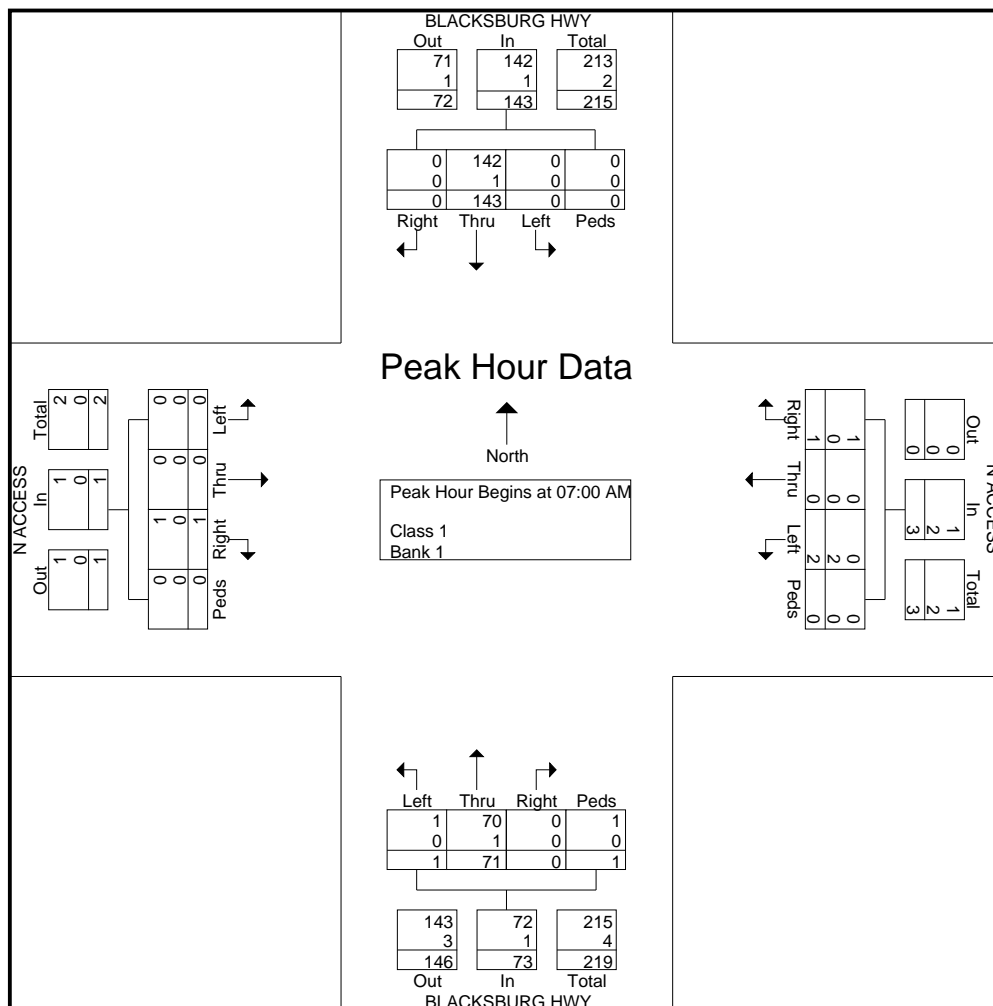 BLACKSBURG HWY
Out In Total
71 142 213
1 1 2
72 143 215
0 142 0 0
0 1 0 0
0 143 0 0
Right Thru Left Peds
Peak Hour Data
North
Peak Hour Begins at 07:00 AM
Class 1
Bank 1
N ACCESS
Out In Total
1 1 2
0 0 0
1 1 2
Peds Right Thru Left
0 1 0 0
0 0 0 0
0 1 0 0
N ACCESS
Out In Total
0 1 1
0 2 2
0 3 3
1 0 0 0
0 0 2 0
1 0 2 0
Right Thru Left Peds
Left Thru Right Peds
1 70 0 1
0 1 0 0
1 71 0 1
143 72 215
3 1 4
146 73 219
Out In Total
BLACKSBURG HWY